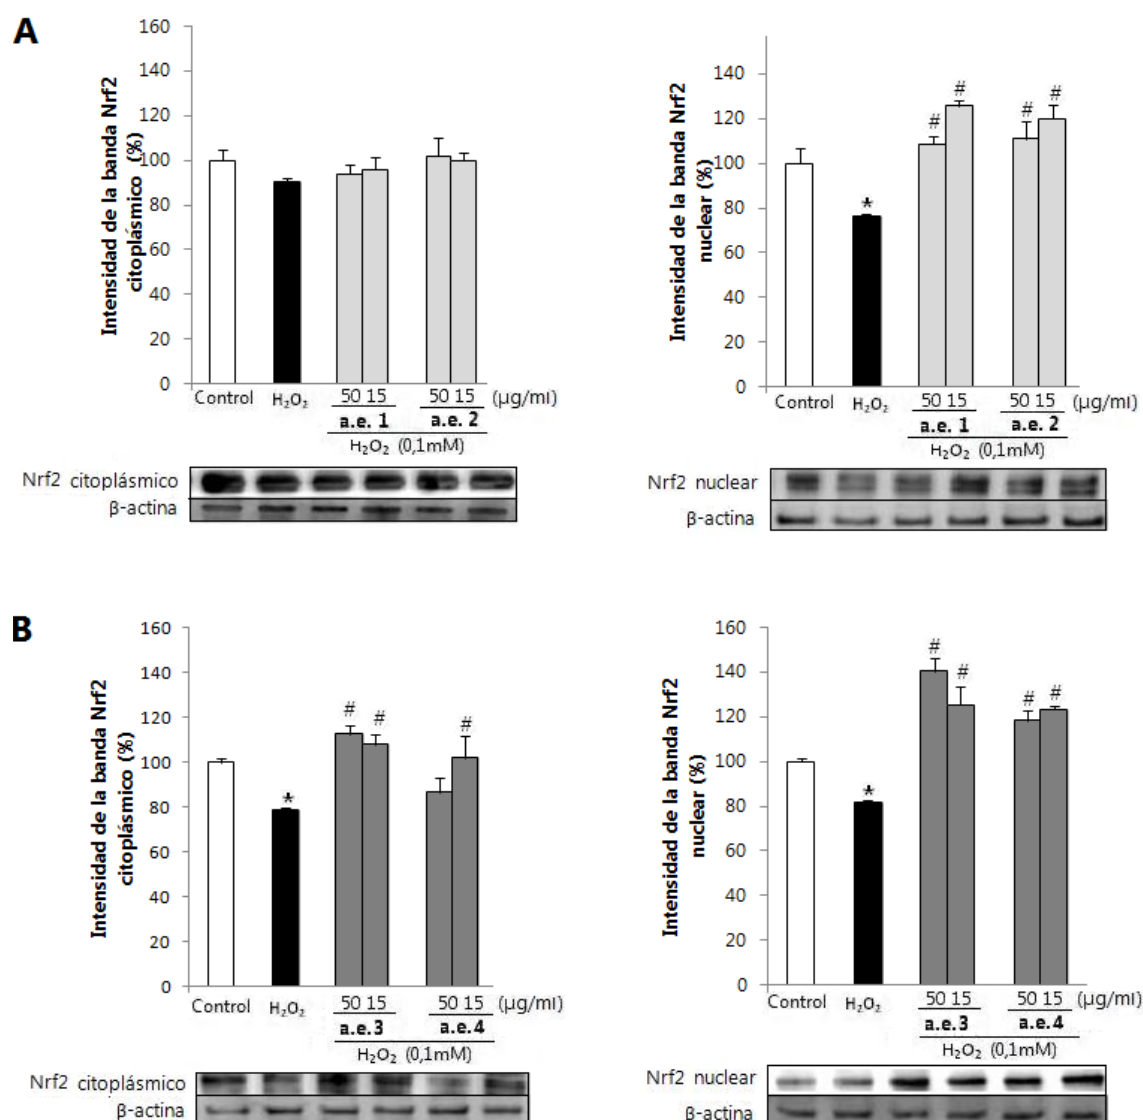 A
Intensidad de la banda Nrf2
citoplásmico (%)
160
140
120
100
80
60
40
20
0
Control
H₂O₂
50 15
50 15
(µg/ml)
a.e. 1
a.e. 2
H₂O₂ (0,1mM)
Nrf2 citoplásmico
β-actina
Intensidad de la banda Nrf2
nuclear (%)
140
120
100
80
60
40
20
0
*
#
#
#
#
Control
H₂O₂
50 15
50 15
(µg/ml)
a.e. 1
a.e. 2
H₂O₂ (0,1mM)
Nrf2 nuclear
β-actina
B
Intensidad de la banda Nrf2
citoplásmico (%)
160
140
120
100
80
60
40
20
0
*
#
#
#
Control
H₂O₂
50 15
50 15
(µg/ml)
a.e.3
a.e.4
H₂O₂ (0,1mM)
Nrf2 citoplásmico
β-actina
Intensidad de la banda Nrf2
nuclear (%)
160
140
120
100
80
60
40
20
0
*
#
#
#
#
Control
H₂O₂
50 15
50 15
(µg/ml)
a.e.3
a.e.4
H₂O₂ (0,1mM)
Nrf2 nuclear
β-actina